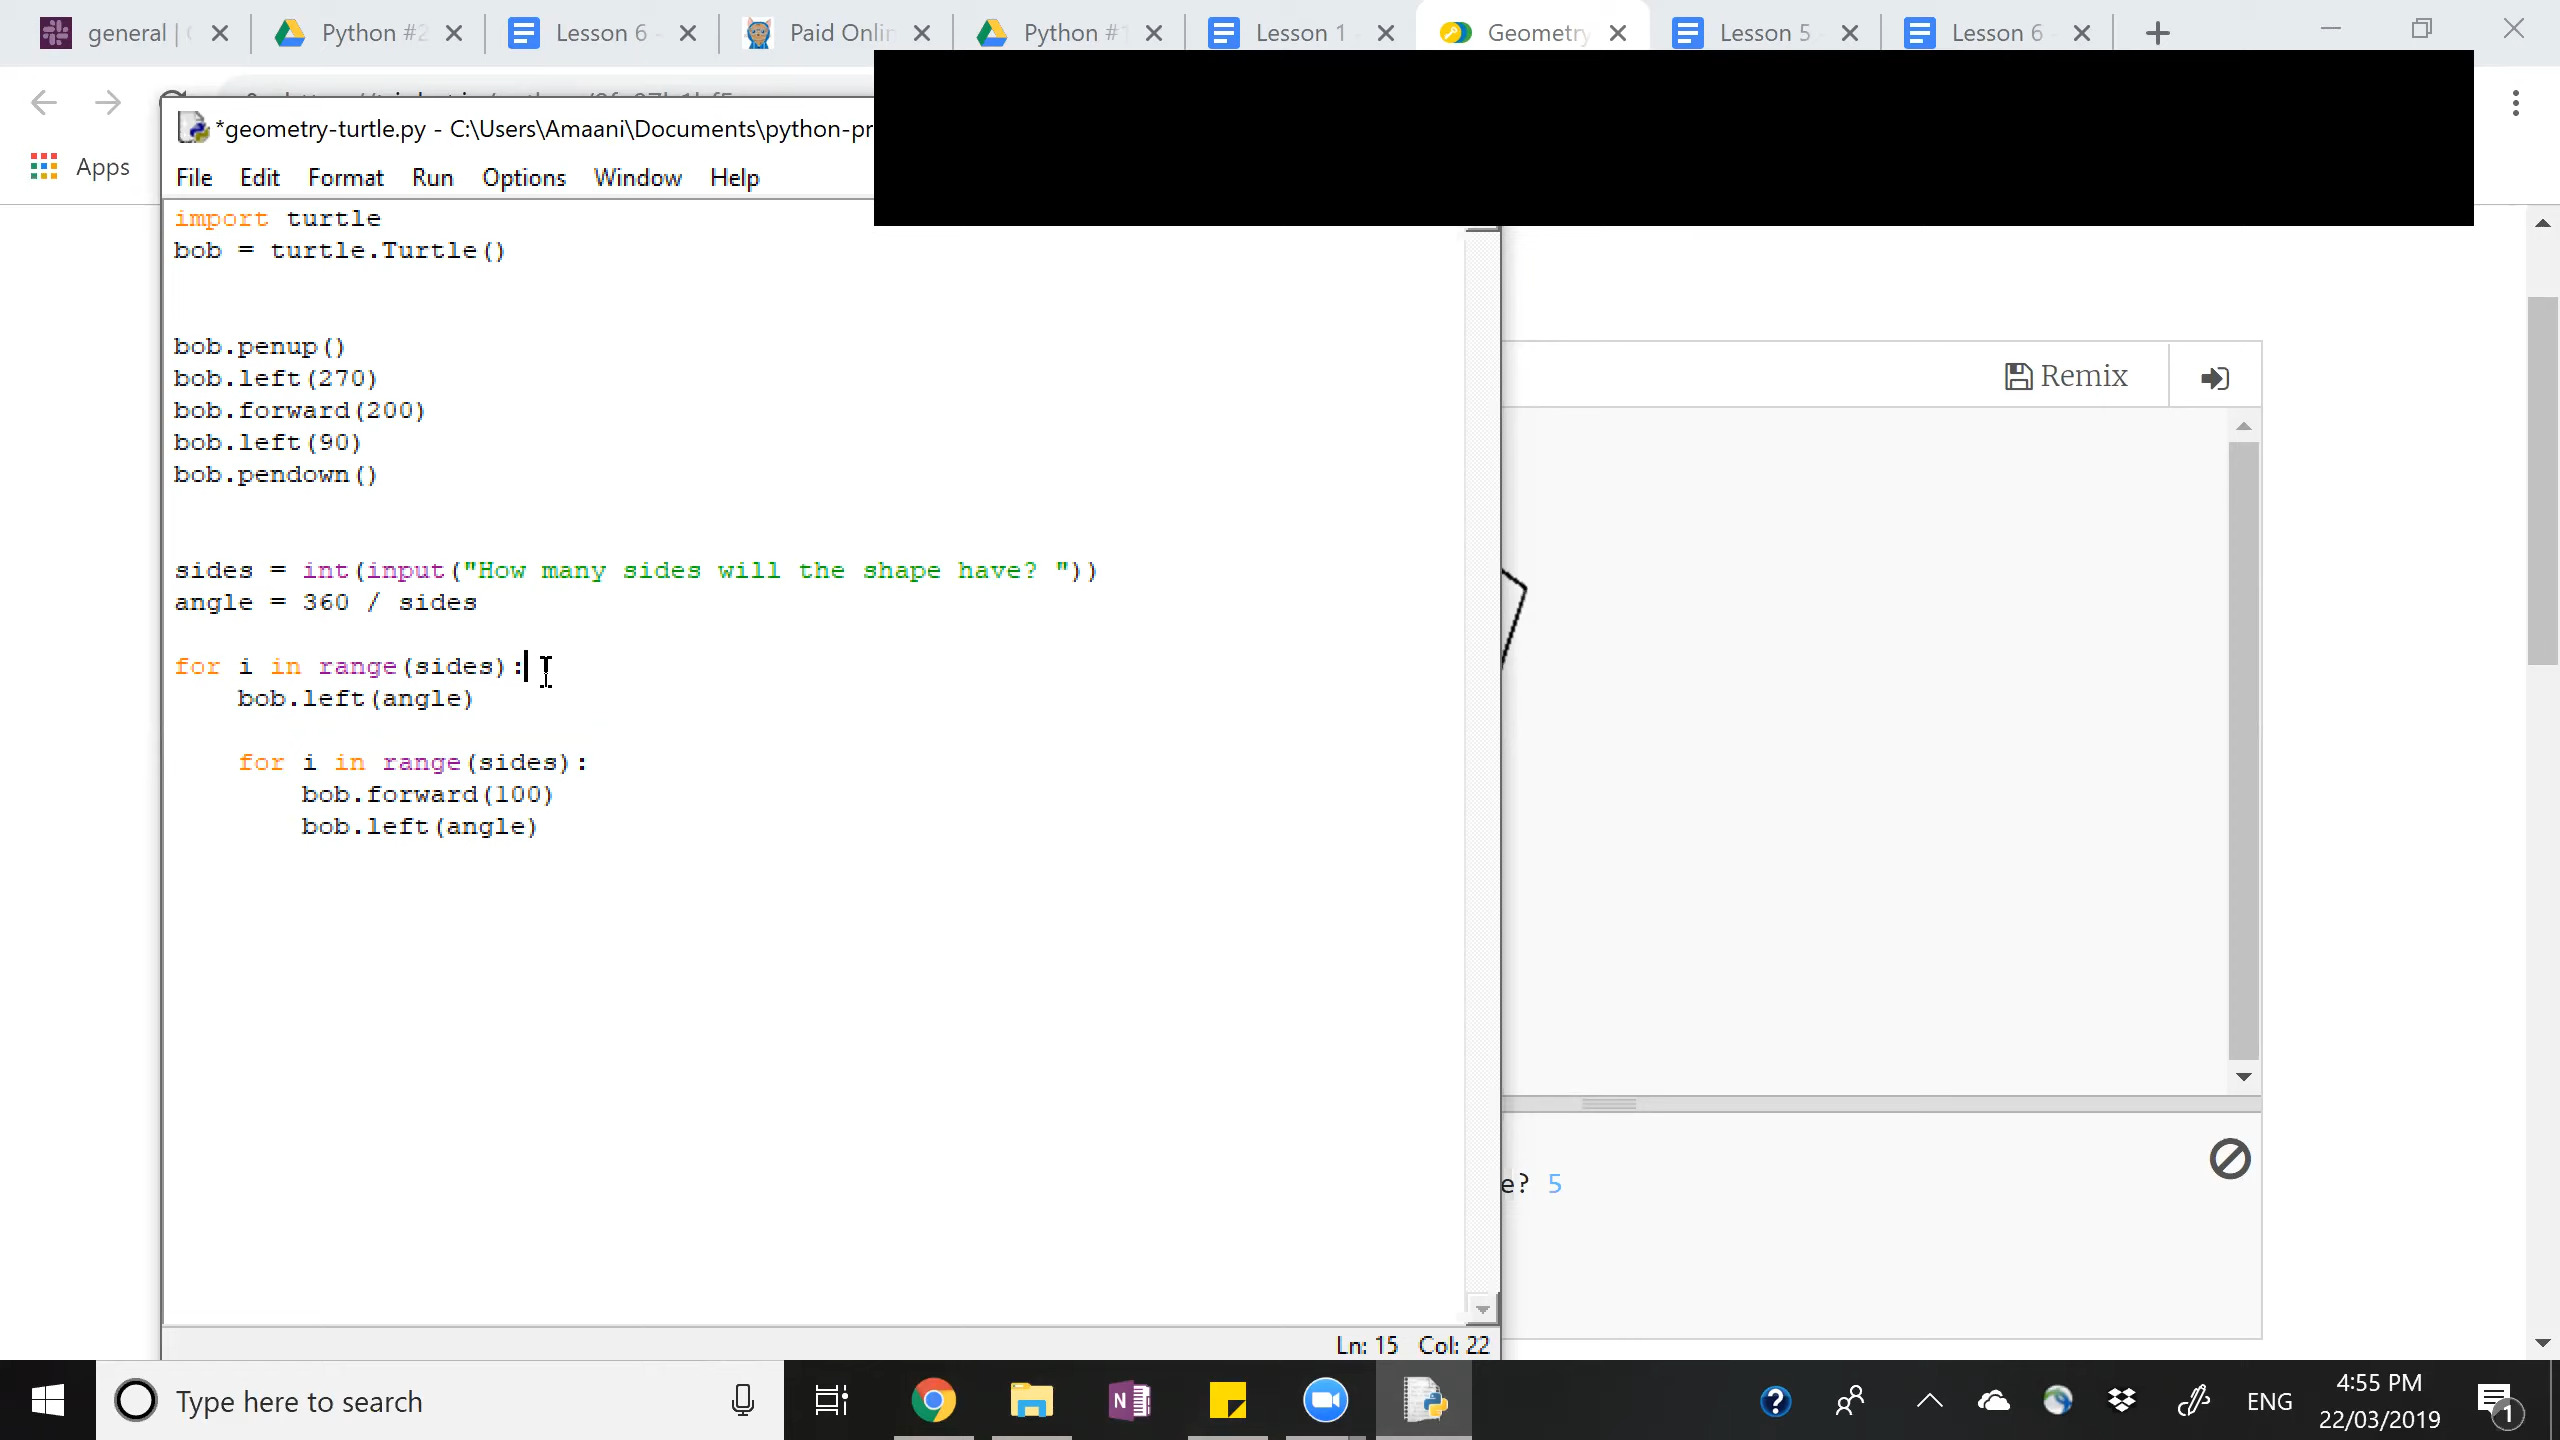 general |
Python #2
Lesson 6 -
Paid Onlin
Python #1
Lesson 1 -
Geometry
Lesson 5 -
Lesson 6 -
Apps
*geometry-turtle.py - C:\Users\Amaani\Documents\python-pr
File Edit Format Run Options Window Help
import turtle
bob = turtle.Turtle()
bob.penup()
bob.left(270)
bob.forward(200)
bob.left(90)
bob.pendown()
sides = int(input("How many sides will the shape have? "))
angle = 360 / sides
for i in range(sides):
    bob.left(angle)
    for i in range(sides):
        bob.forward(100)
        bob.left(angle)
Remix
e? 5
Ln: 15 Col: 22
Type here to search
ENG
4:55 PM
22/03/2019
1